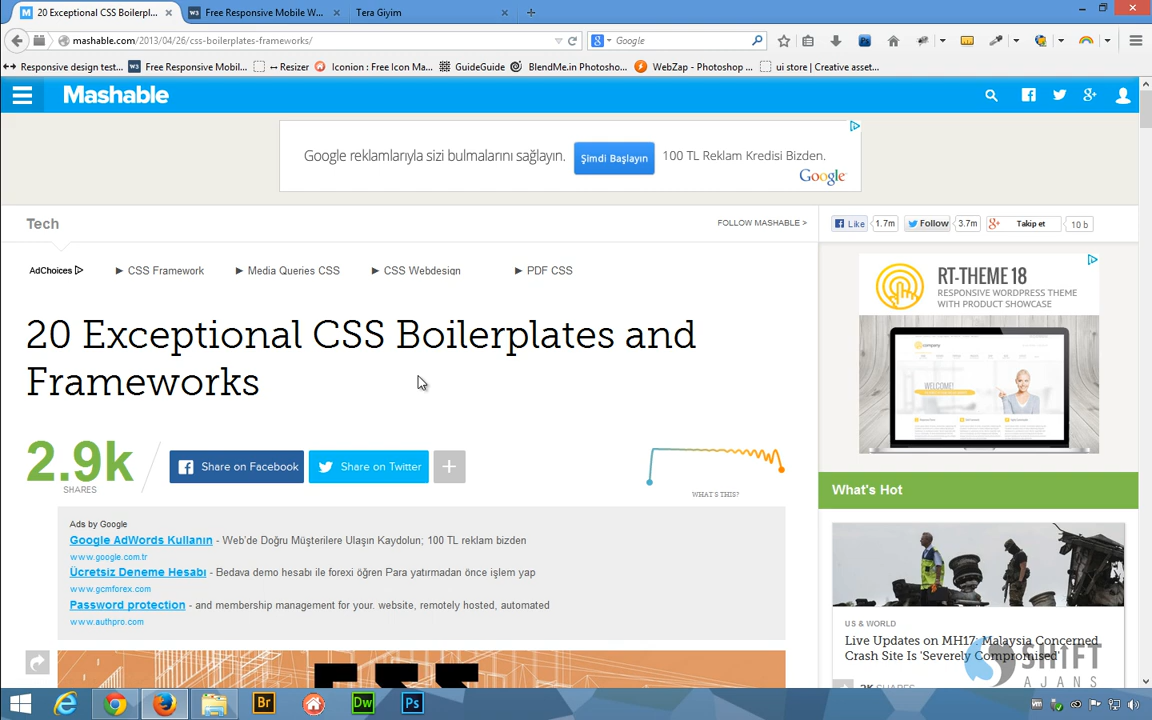 20 Exceptional CSS Boilerpl...
Free Responsive Mobile W...
Tera Giyim
mashable.com/2013/04/26/css-boilerplates-frameworks/
Google
Responsive design test...
Free Responsive Mobil...
Resizer
Iconion : Free Icon Ma...
GuideGuide
BlendMe.in Photosho...
WebZap - Photoshop ...
ui store | Creative asset...
Mashable
Google reklamlarıyla sizi bulmalarını sağlayın.
Şimdi Başlayın
100 TL Reklam Kredisi Bizden.
Google
Tech
FOLLOW MASHABLE >
Like
1.7m
Follow
3.7m
Takip et
10 b
AdChoices
CSS Framework
Media Queries CSS
CSS Webdesign
PDF CSS
RT-THEME 18
RESPONSIVE WORDPRESS THEME
WITH PRODUCT SHOWCASE
WELCOME!
20 Exceptional CSS Boilerplates and
Frameworks
2.9k
SHARES
Share on Facebook
Share on Twitter
WHAT'S THIS?
What's Hot
Ads by Google
Google AdWords Kullanın - Web'de Doğru Müşterilere Ulaşın Kaydolun; 100 TL reklam bizden
www.google.com.tr
Ücretsiz Deneme Hesabı - Bedava demo hesabı ile forexi öğren Para yatırmadan önce işlem yap
www.gcmforex.com
Password protection - and membership management for your. website, remotely hosted, automated
www.authpro.com
US & WORLD
Live Updates on MH17: Malaysia Concerned
Crash Site Is 'Severely Compromised'
SHIFT
AJANS
Br
Dw
Ps